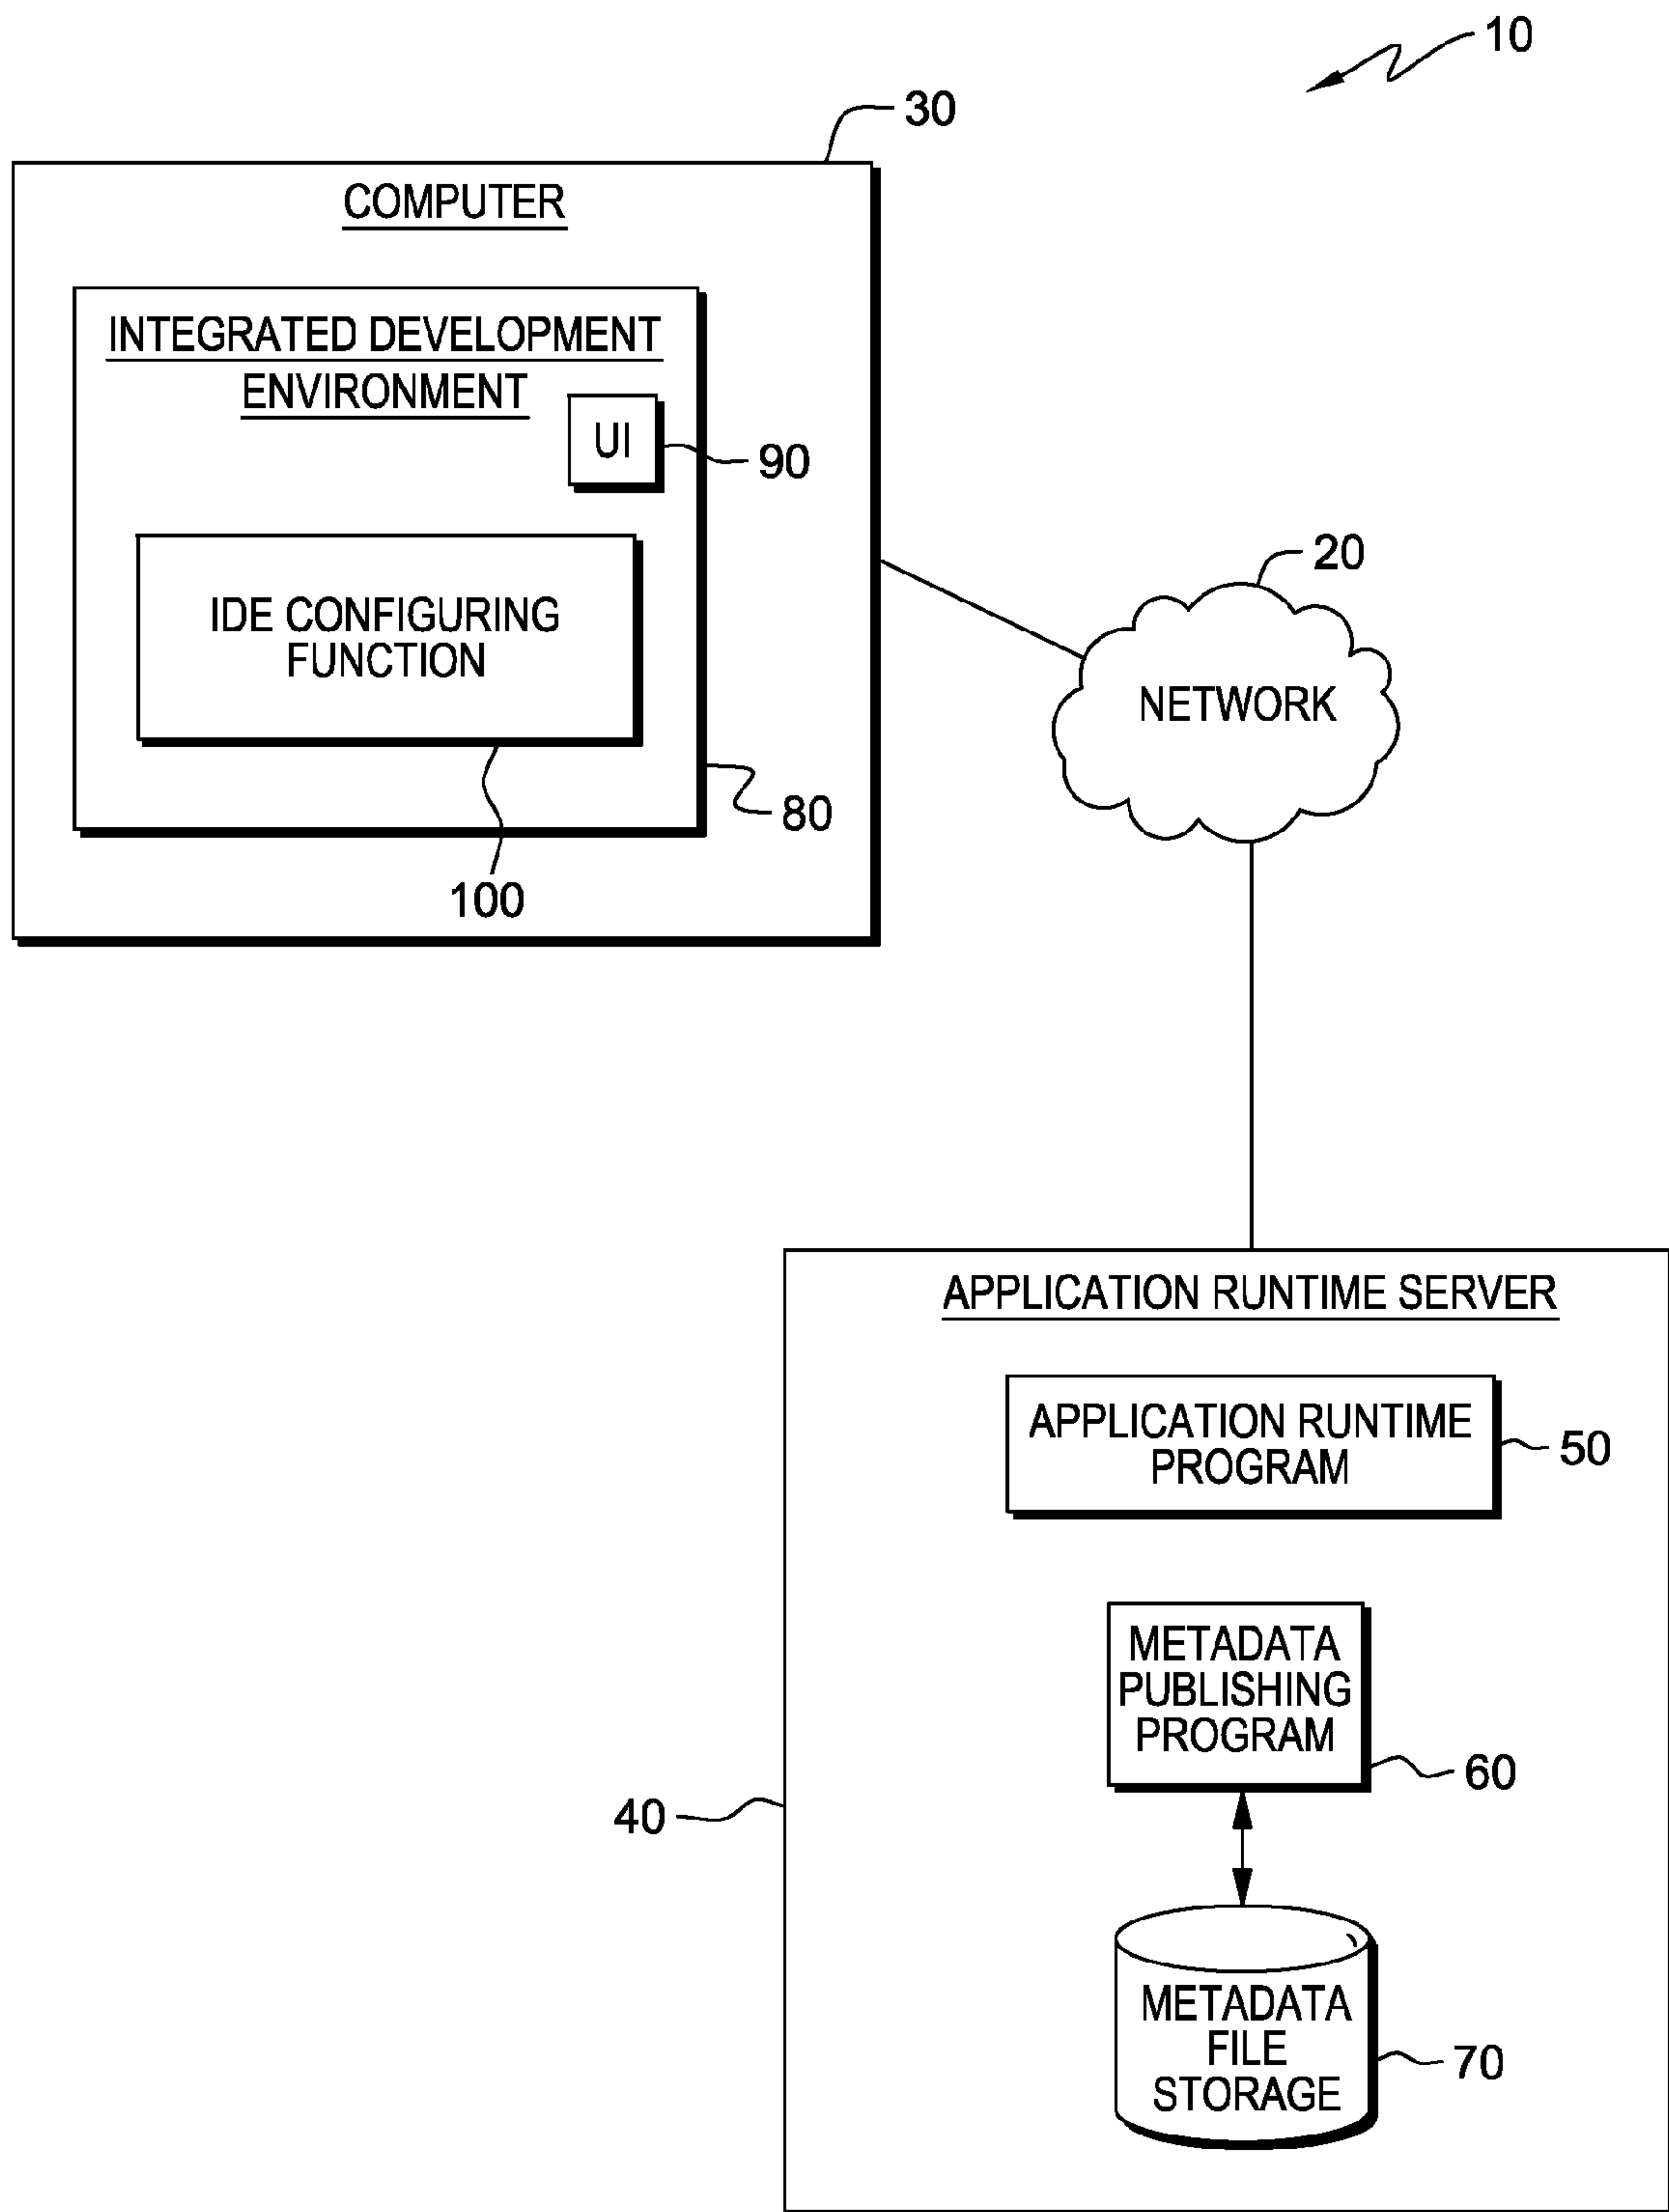 10
30
COMPUTER
INTEGRATED DEVELOPMENT
ENVIRONMENT
UI
90
IDE CONFIGURING
FUNCTION
80
100
20
NETWORK
APPLICATION RUNTIME SERVER
APPLICATION RUNTIME
PROGRAM
50
METADATA
PUBLISHING
PROGRAM
60
40
METADATA
FILE
STORAGE
70